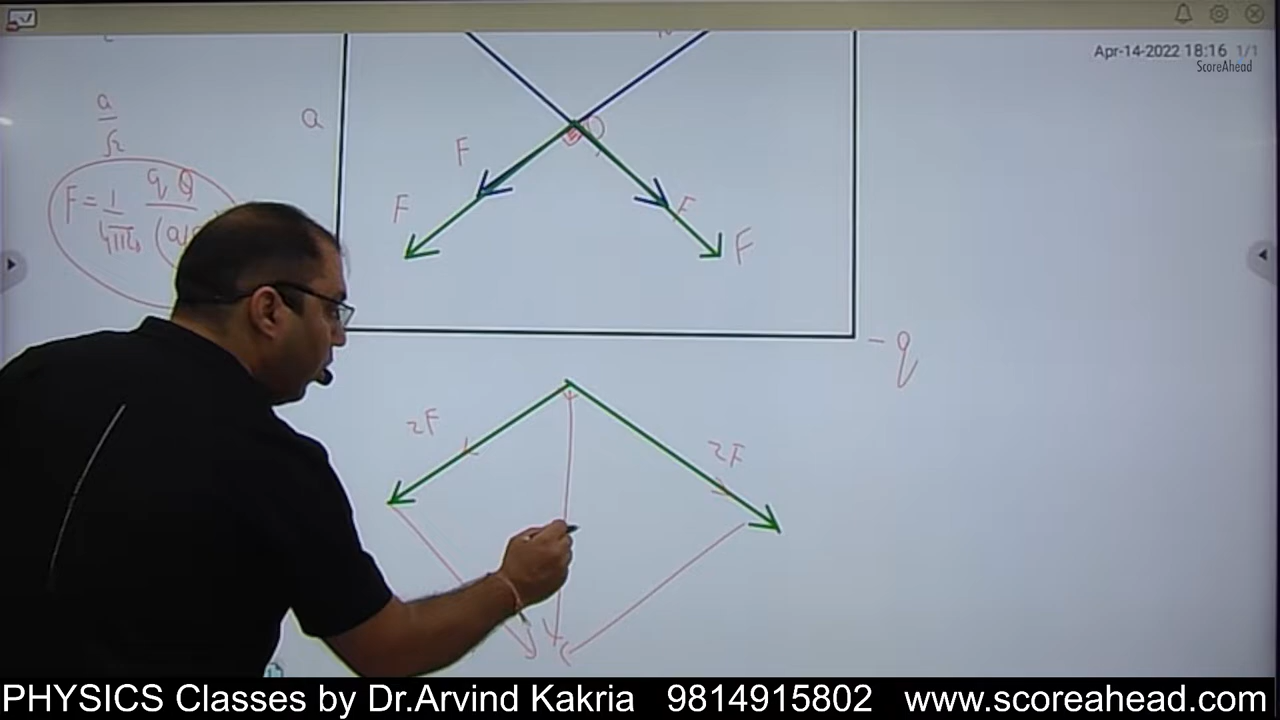 Apr-14-2022 18:16 1/1
ScoreAhead
a
√2
a
F = 1 q Q
4πε₀ (a/
F
F
F
F
- q
2F
2F
PHYSICS Classes by Dr.Arvind Kakria 9814915802 www.scoreahead.com